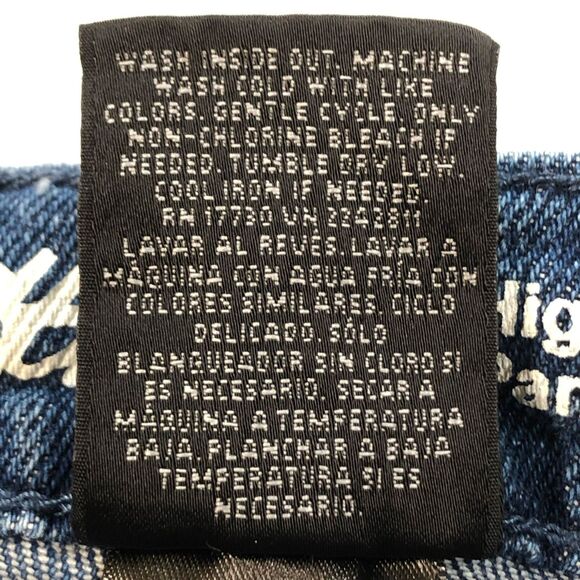 WASH INSIDE OUT. MACHINE
WASH COLD WITH LIKE
COLORS. GENTLE CYCLE. ONLY
NON-CHLORINE BLEACH IF
NEEDED. TUMBLE DRY LOW.
COOL IRON IF NEEDED.
RN 17730 VN 2242811
LAVAR AL REVÉS. LAVAR A
MÁQUINA CON AGUA FRÍA CON
COLORES SIMILARES. CICLO
DELICADO. SOLO
BLANQUEADOR SIN CLORO SI
ES NECESARIO. SECAR A
MÁQUINA A TEMPERATURA
BAJA. PLANCHAR A BAJA
TEMPERATURA SI ES
NECESARIO.